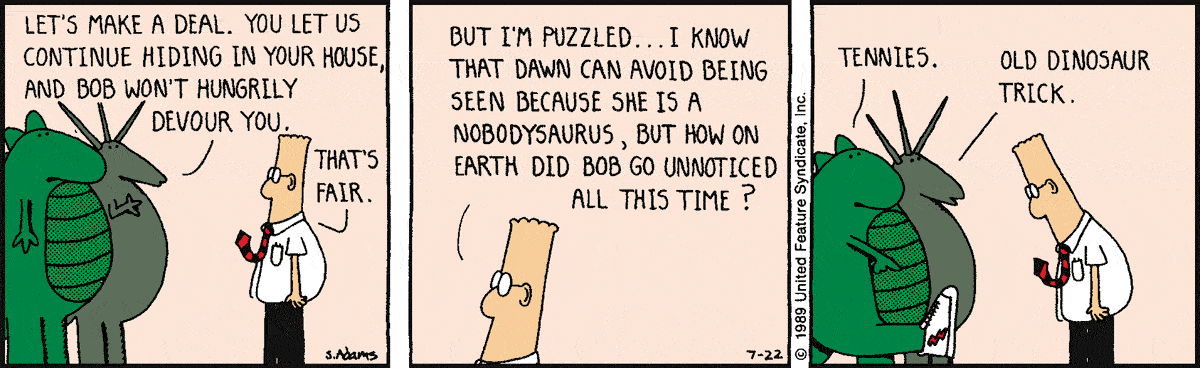 LET'S MAKE A DEAL. YOU LET US
CONTINUE HIDING IN YOUR HOUSE,
AND BOB WON'T HUNGRILY
DEVOUR YOU.
THAT'S
FAIR.
S.Adams
BUT I'M PUZZLED...I KNOW
THAT DAWN CAN AVOID BEING
SEEN BECAUSE SHE IS A
NOBODYSAURUS, BUT HOW ON
EARTH DID BOB GO UNNOTICED
ALL THIS TIME?
7-22
© 1989 United Feature Syndicate, Inc.
TENNIES.
OLD DINOSAUR
TRICK.